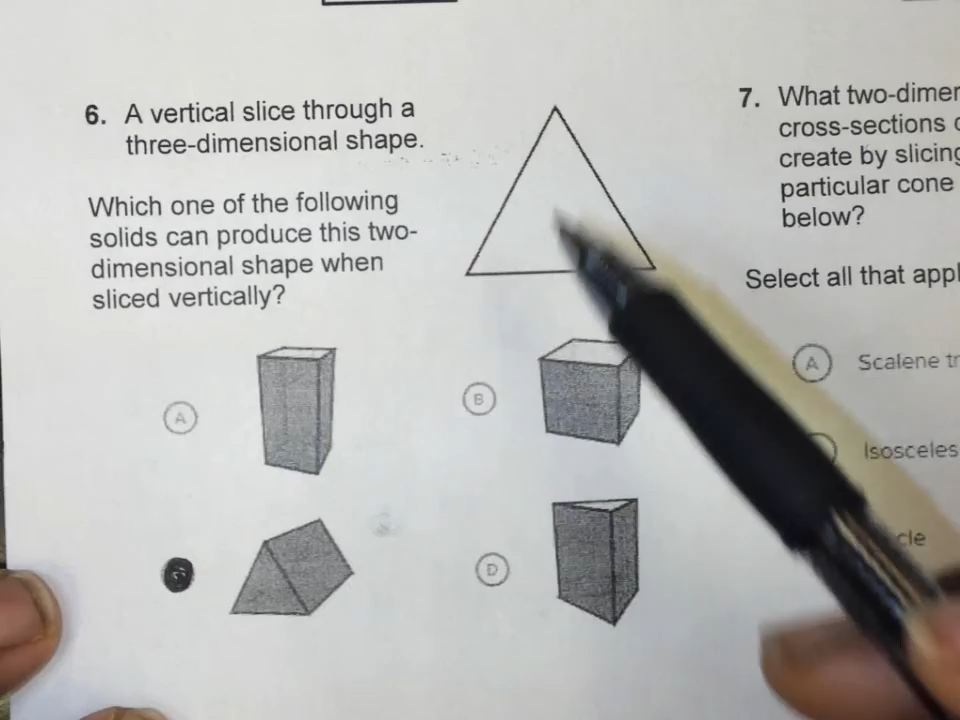 6. A vertical slice through a
three-dimensional shape.
Which one of the following
solids can produce this two-
dimensional shape when
sliced vertically?
A
B
D
7. What two-dimen
cross-sections c
create by slicing
particular cone
below?
Select all that appl
A Scalene tr
Isosceles
cle